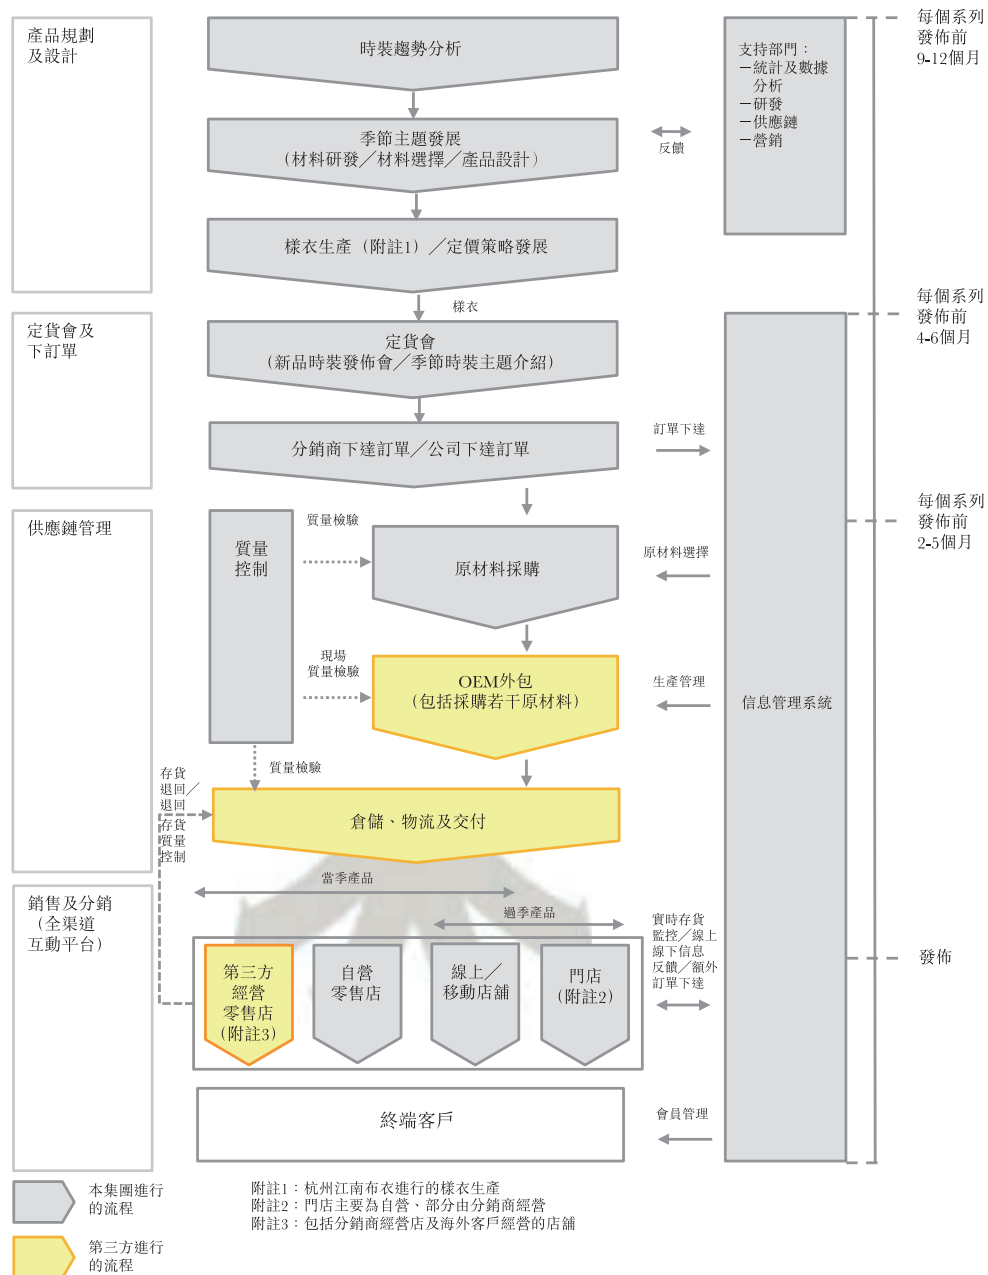 產品規劃
及設計
時裝趨勢分析
支持部門：
－統計及數據
分析
－研發
－供應鏈
－營銷
每個系列
發佈前
9-12個月
季節主題發展
（材料研發／材料選擇／產品設計）
反饋
樣衣生產（附註1）／定價策略發展
樣衣
每個系列
發佈前
4-6個月
定貨會及
下訂單
定貨會
（新品時裝發佈會／季節時裝主題介紹）
分銷商下達訂單／公司下達訂單
訂單下達
供應鏈管理
質量
控制
質量檢驗
原材料採購
原材料選擇
每個系列
發佈前
2-5個月
現場
質量檢驗
OEM外包
（包括採購若干原材料）
生產管理
信息管理系統
質量檢驗
存貨
退回／
退回
存貨
質量
控制
倉儲、物流及交付
銷售及分銷
（全渠道
互動平台）
當季產品
過季產品
第三方
經營
零售店
（附註3）
自營
零售店
線上／
移動店舖
門店
（附註2）
實時存貨
監控／線上
線下信息
反饋／額外
訂單下達
發佈
終端客戶
會員管理
本集團進行
的流程
第三方進行
的流程
附註1：杭州江南布衣進行的樣衣生產
附註2：門店主要為自營、部分由分銷商經營
附註3：包括分銷商經營店及海外客戶經營的店舖